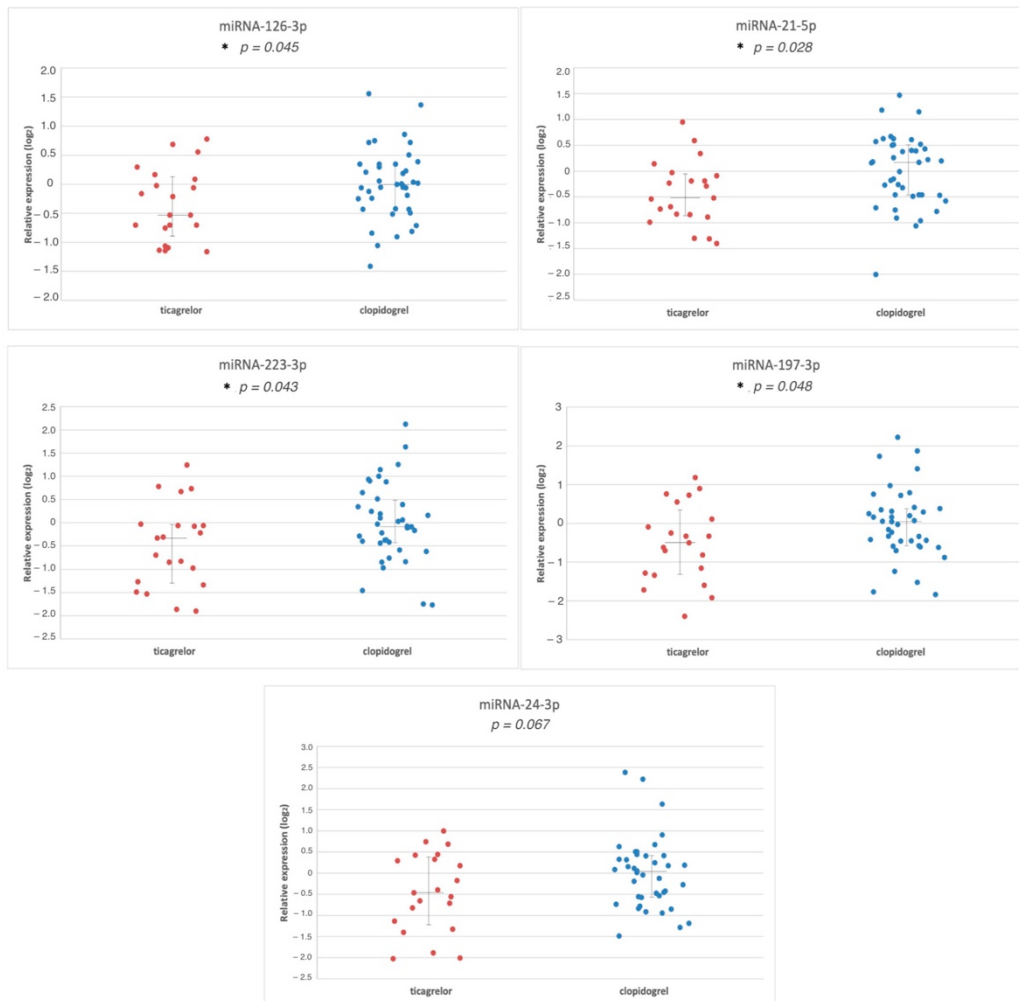 miRNA-126-3p
* p = 0.045
Relative expression (log2)
2.0
1.5
1.0
0.5
0
– 0.5
– 1.0
– 1.5
– 2.0
ticagrelor
clopidogrel
miRNA-21-5p
* p = 0.028
Relative expression (log2)
2.0
1.5
1.0
0.5
0
– 0.5
– 1.0
– 1.5
– 2.0
– 2.5
ticagrelor
clopidogrel
miRNA-223-3p
* p = 0.043
Relative expression (log2)
2.5
2.0
1.5
1.0
0.5
0
– 0.5
– 1.0
– 1.5
– 2.0
– 2.5
ticagrelor
clopidogrel
miRNA-197-3p
* p = 0.048
Relative expression (log2)
3
2
1
0
– 1
– 2
– 3
ticagrelor
clopidogrel
miRNA-24-3p
p = 0.067
Relative expression (log2)
3.0
2.5
2.0
1.5
1.0
0.5
0
– 0.5
– 1.0
– 1.5
– 2.0
– 2.5
ticagrelor
clopidogrel